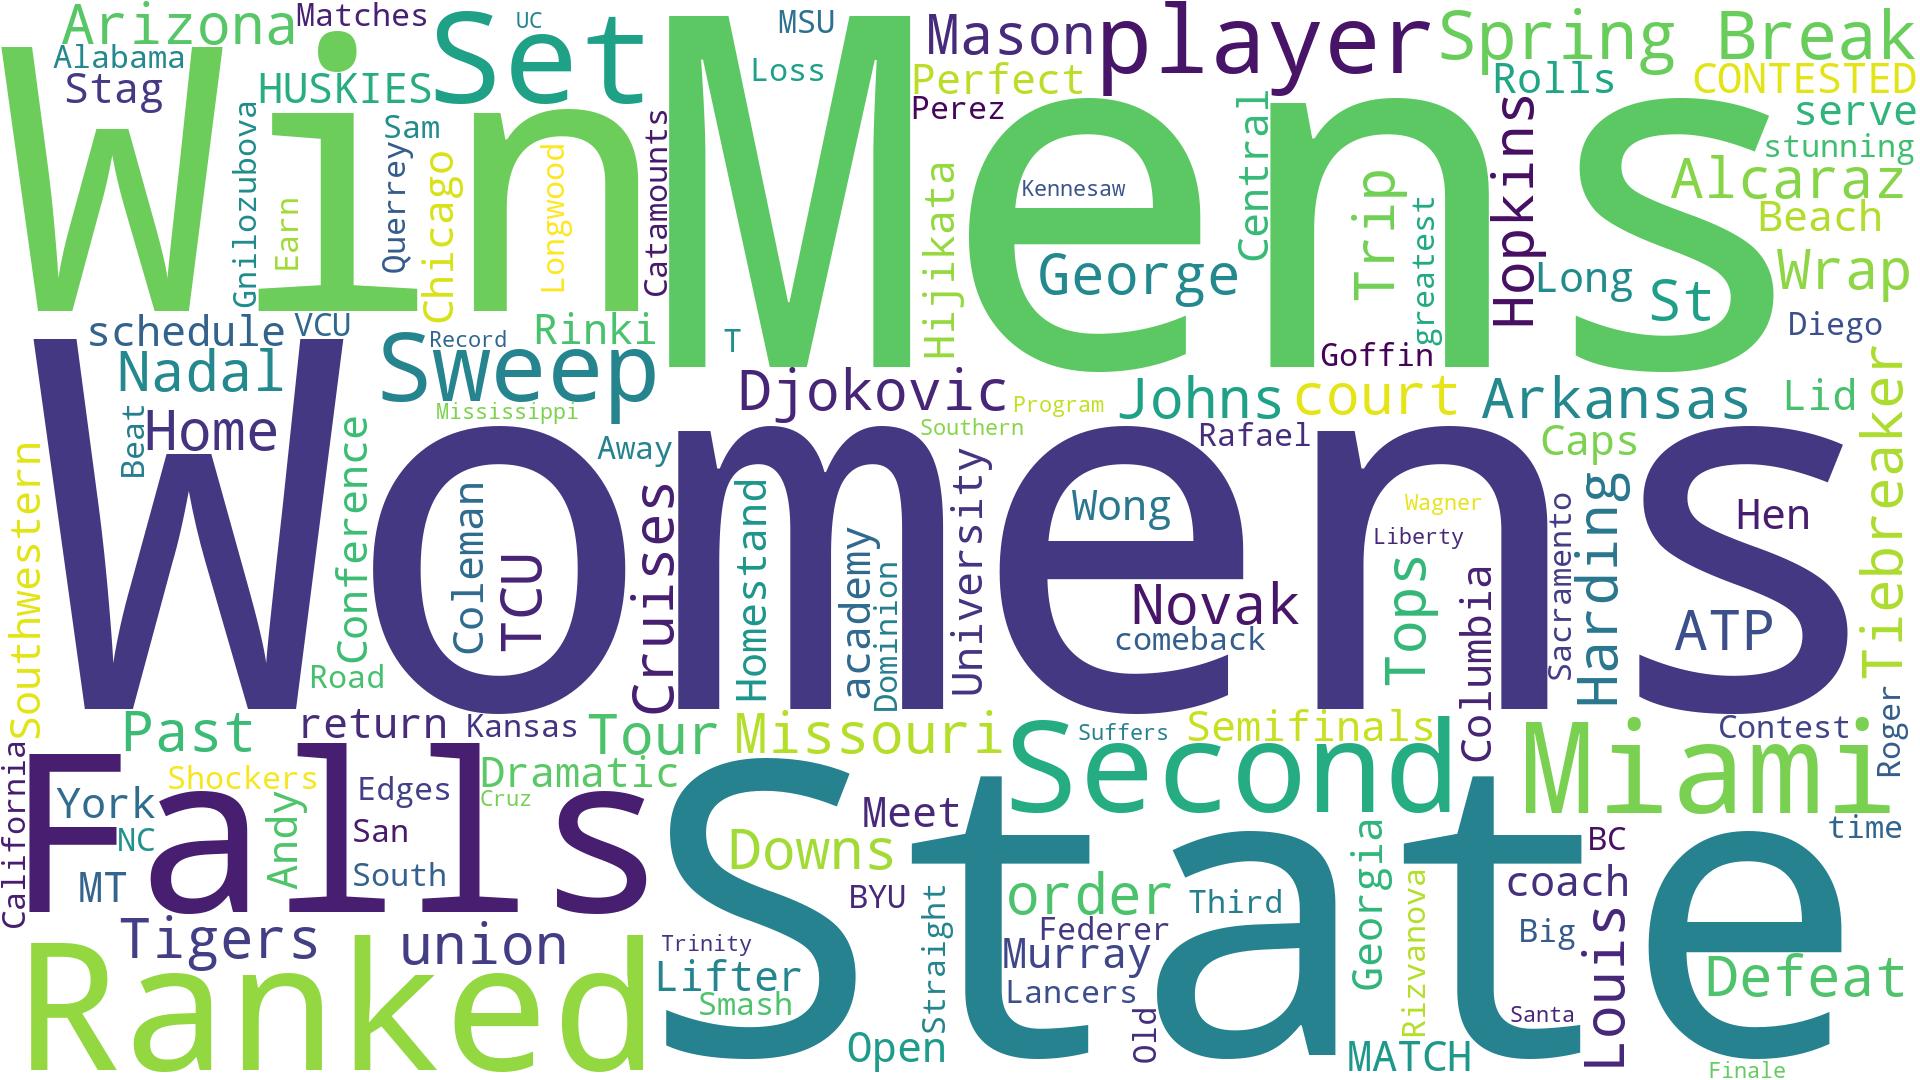 Arizona
Matches
Set
UC
MSU
Mason
player
Spring Break
Alabama
Stag
HUSKIES
Loss
Perfect
Rolls
CONTESTED
Win
Mens
Perez
serve
Gnilozubova
Earn
Sam
Querrey
Chicago
Longwood
Catamounts
Hijikata
Kennesaw
Central
Trip
greatest
Hopkins
stunning
Alcaraz
Beach
George
Long
St
Wrap
schedule
VCU
Record
Rinki
T
Goffin
Diego
Nadal
Sweep
Djokovic
Program
Johns
court
Arkansas
Lid
Tiebreaker
Beat
Home
Mississippi
Away
Southern
Rafael
Caps
Southwestern
Womens
Conference
Coleman
TCU
Cruises
Homestand
academy
Dominion
University
Wong
Wagner
Liberty
Hen
Novak
comeback
Tops
Columbia
Sacramento
Harding
ATP
Road
Past
return
Kansas
Tour
Missouri
Second
Suffers
Semifinals
Miami
Contest
Roger
California
Falls
Shockers
Edges
Dramatic
Cruz
York
NC
Andy
San
South
MT
State
Meet
Downs
BYU
Straight
order
Third
Georgia
Rizvanova
BC
coach
Big
Louis
time
Tigers
union
Trinity
Federer
Murray
Defeat
Ranked
Lifter
Smash
Lancers
Old
Open
MATCH
Santa
Finale